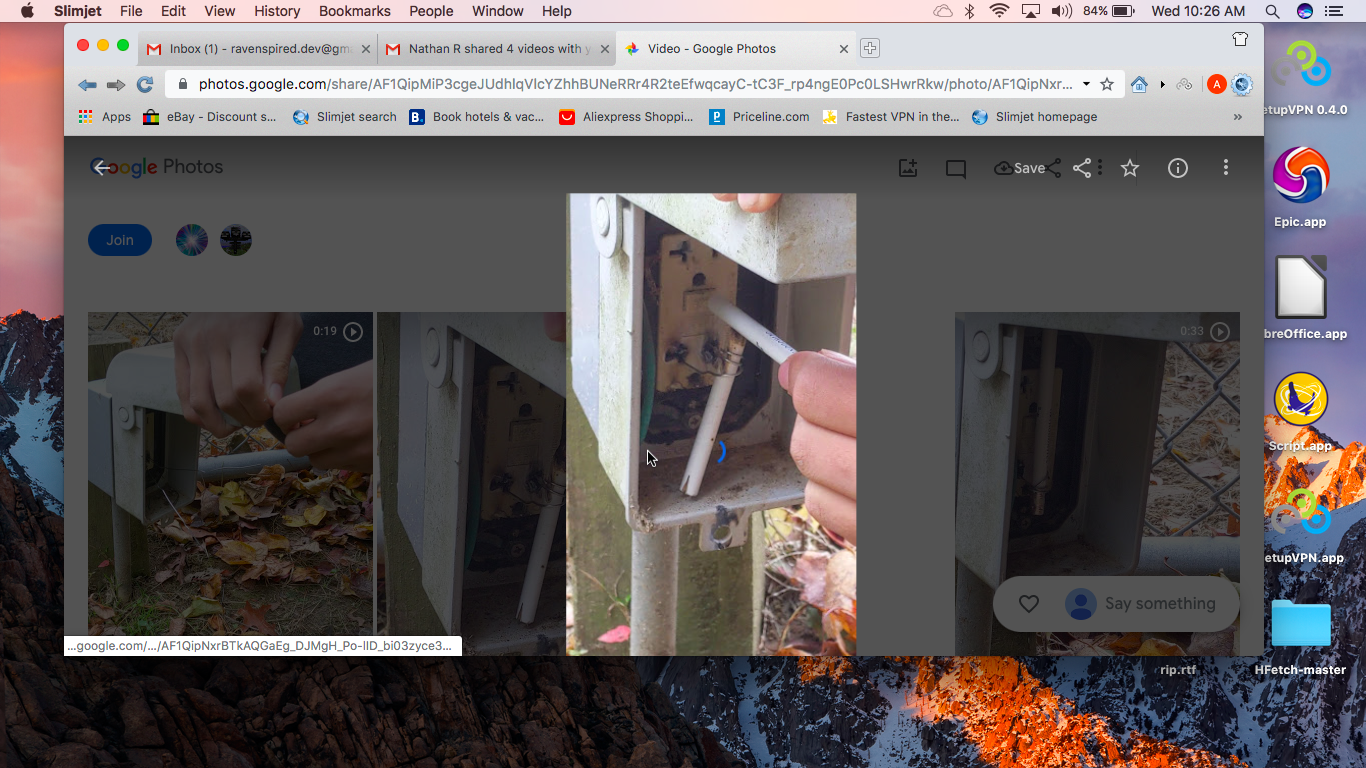 Slimjet File Edit View History Bookmarks People Window Help 84% Wed 10:26 AM
Inbox (1) - ravenspired.dev@gm Nathan R shared 4 videos with y Video - Google Photos
photos.google.com/share/AF1QipMiP3cgeJUdhIqVIcYZhhBUNeRRr4R2teEfwqcayC-tC3F_rp4ngE0Pc0LSHwrRkw/photo/AF1QipNxr... A
Apps eBay - Discount s... Slimjet search B. Book hotels & vac... Aliexpress Shoppi... Priceline.com Fastest VPN in the... Slimjet homepage »
etupVPN 0.4.0
Google Photos Save
Epic.app
Join
0:19 0:33
breOffice.app
Script.app
etupVPN.app
Say something
...google.com/.../AF1QipNxrBTkAQGaEg_DJMgH_Po-IID_bi03zyce3...
rip.rtf HFetch-master